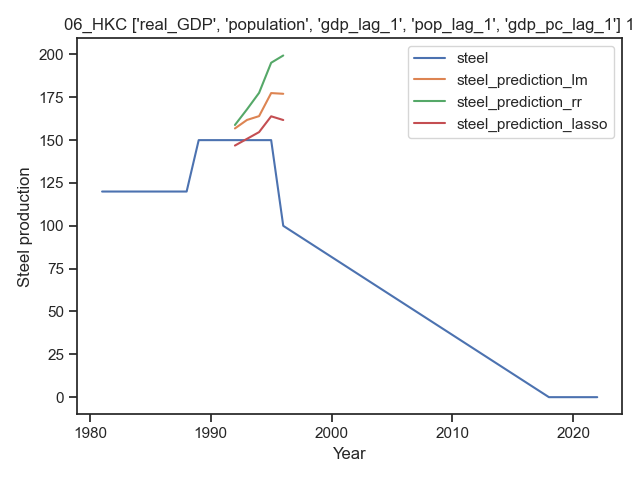 06_HKC ['real_GDP', 'population', 'gdp_lag_1', 'pop_lag_1', 'gdp_pc_lag_1'] 1
steel
steel_prediction_lm
steel_prediction_rr
steel_prediction_lasso
200
175
150
125
100
75
50
25
0
Steel production
1980 1990 2000 2010 2020
Year